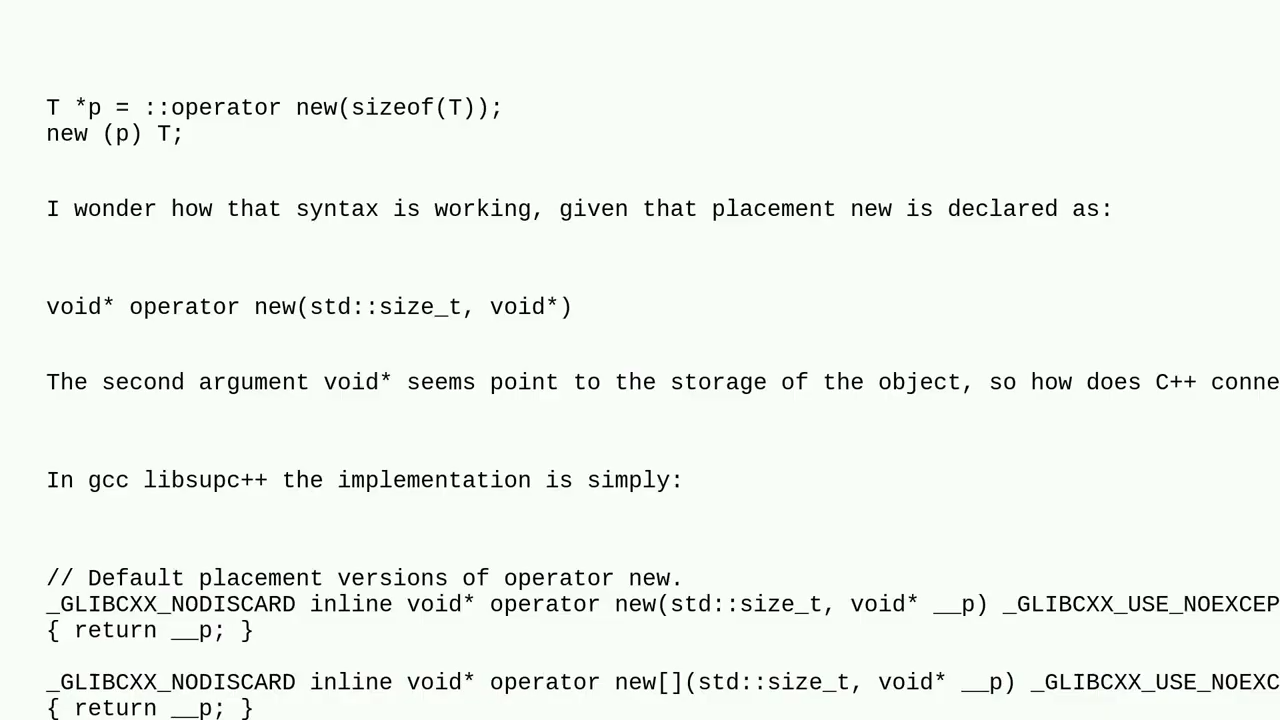 T *p = ::operator new(sizeof(T));
new (p) T;
I wonder how that syntax is working, given that placement new is declared as:
void* operator new(std::size_t, void*)
The second argument void* seems point to the storage of the object, so how does C++ conne
In gcc libsupc++ the implementation is simply:
// Default placement versions of operator new.
_GLIBCXX_NODISCARD inline void* operator new(std::size_t, void* __p) _GLIBCXX_USE_NOEXCEP
{ return __p; }
_GLIBCXX_NODISCARD inline void* operator new[](std::size_t, void* __p) _GLIBCXX_USE_NOEXC
{ return __p; }